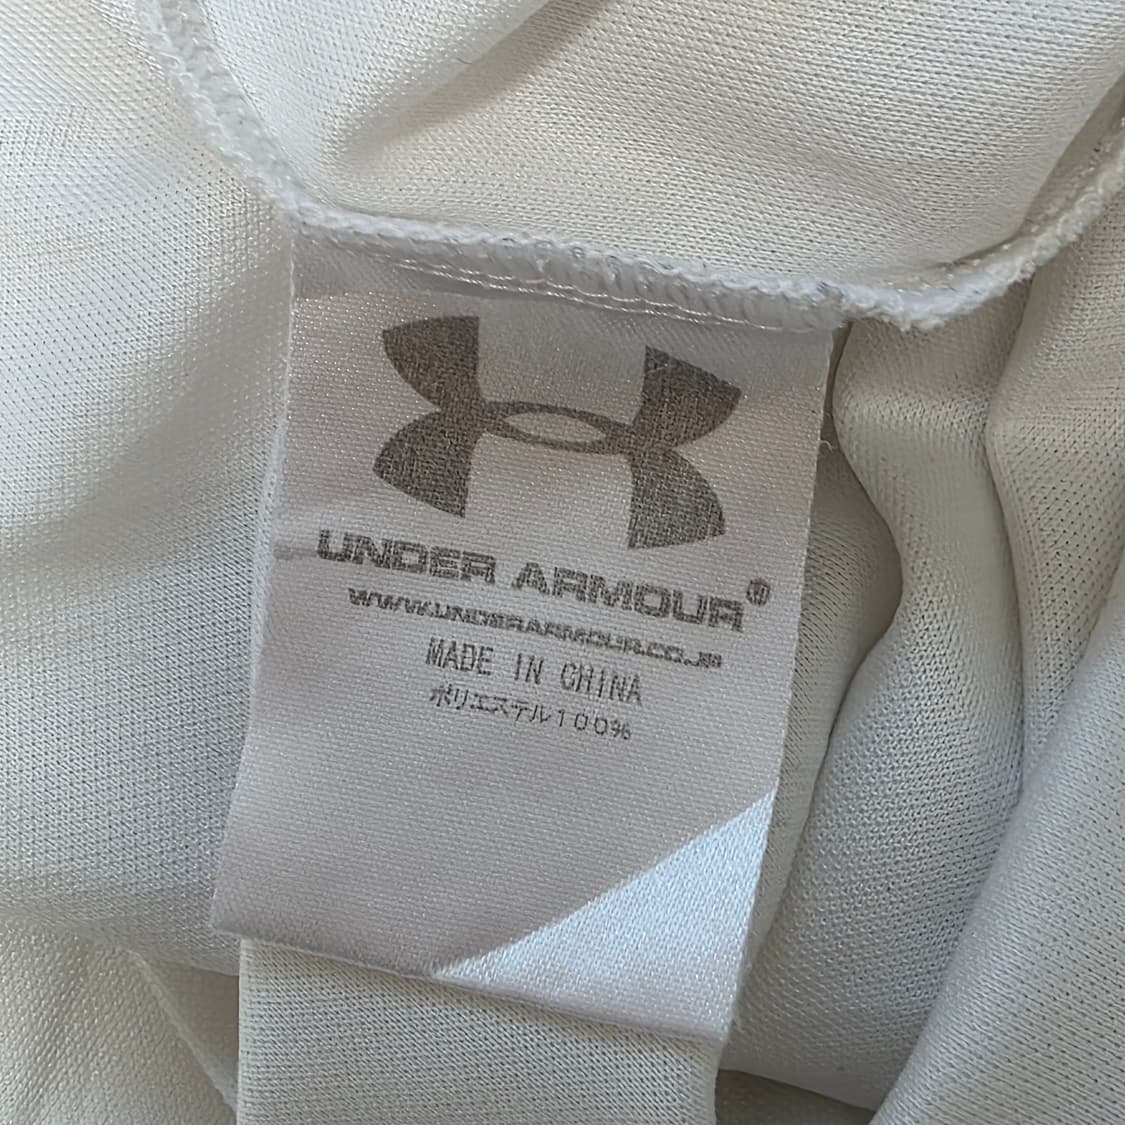 UNDER ARMOUR®
WWW.UNDERARMOUR.CO.JP
MADE IN CHINA
ポリエステル100%